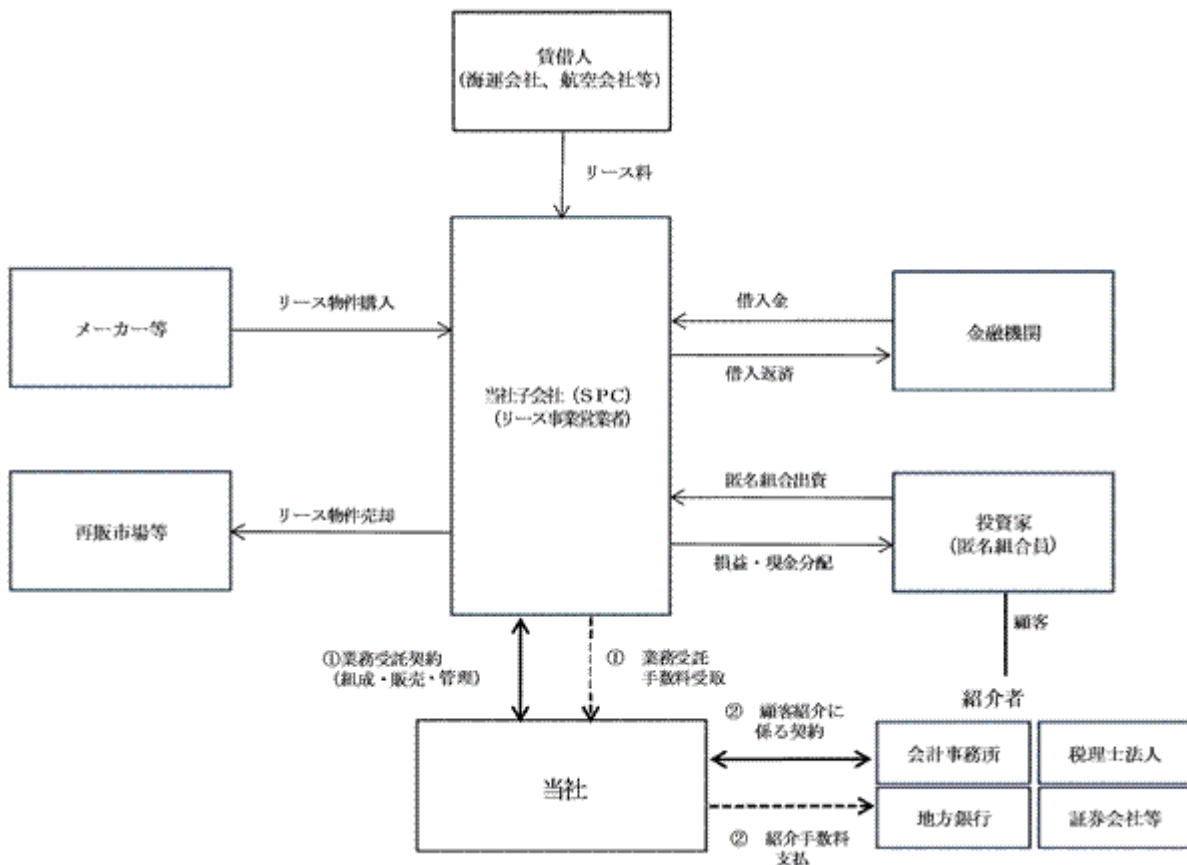 賃借人
(海運会社、航空会社等)
リース料
メーカー等
リース物件購入
借入金
金融機関
借入返済
当社子会社(SPC)
(リース事業営業者)
再販市場等
リース物件売却
匿名組合出資
投資家
(匿名組合員)
損益・現金分配
顧客
①業務受託契約
(組成・販売・管理)
① 業務受託
手数料受取
紹介者
② 顧客紹介に
係る契約
会計事務所
税理士法人
当社
地方銀行
証券会社等
② 紹介手数料
支払